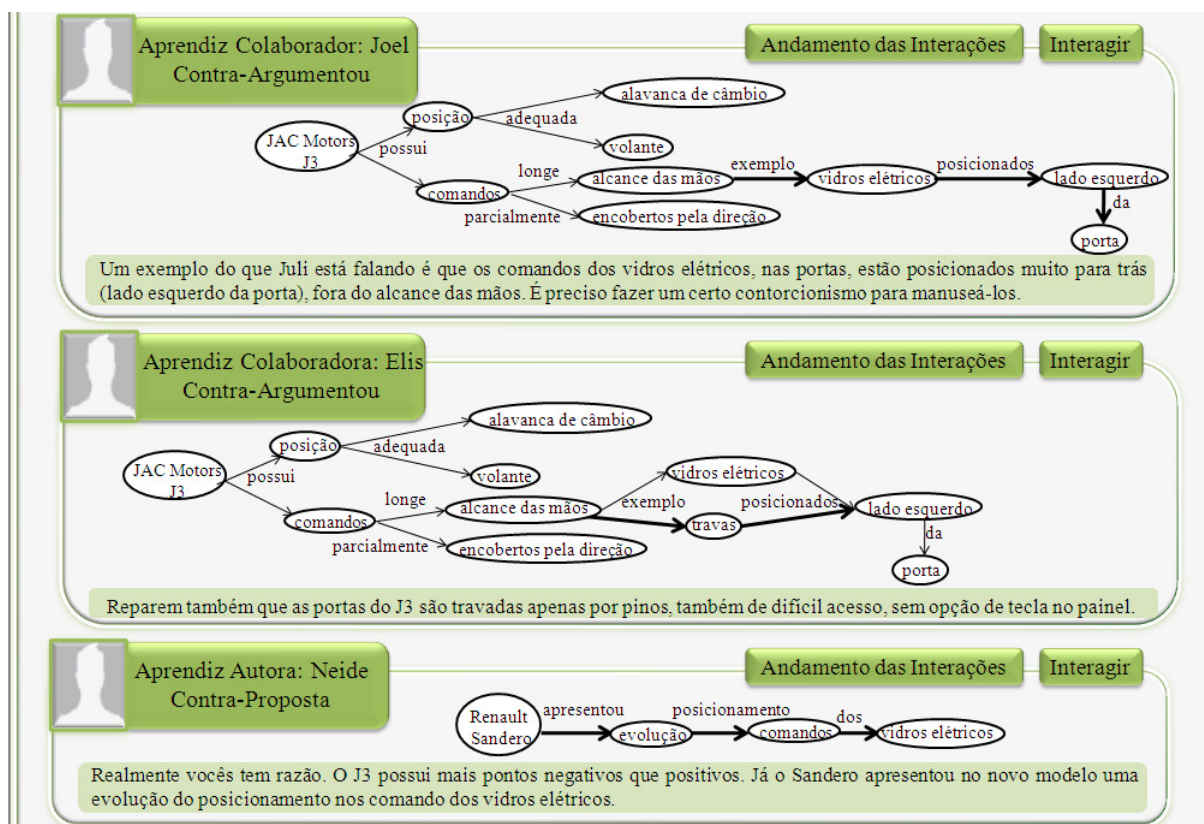 Aprendiz Colaborador: Joel
Contra-Argumentou
Andamento das Interações
Interagir
JAC Motors
J3
possui
posição
adequada
alavanca de câmbio
volante
comandos
longe
parcialmente
alcance das mãos
encobertos pela direção
exemplo
vidros elétricos
posicionados
lado esquerdo
da
porta
Um exemplo do que Juli está falando é que os comandos dos vidros elétricos, nas portas, estão posicionados muito para trás
(lado esquerdo da porta), fora do alcance das mãos. É preciso fazer um certo contorcionismo para manuseá-los.
Aprendiz Colaboradora: Elis
Contra-Argumentou
Andamento das Interações
Interagir
JAC Motors
J3
possui
posição
adequada
alavanca de câmbio
volante
comandos
longe
parcialmente
alcance das mãos
encobertos pela direção
exemplo
vidros elétricos
travas
posicionados
lado esquerdo
da
porta
Reparem também que as portas do J3 são travadas apenas por pinos, também de difícil acesso, sem opção de tecla no painel.
Aprendiz Autora: Neide
Contra-Proposta
Andamento das Interações
Interagir
Renault
Sandero
apresentou
evolução
posicionamento
comandos
dos
vidros elétricos
Realmente vocês tem razão. O J3 possui mais pontos negativos que positivos. Já o Sandero apresentou no novo modelo uma
evolução do posicionamento nos comando dos vidros elétricos.